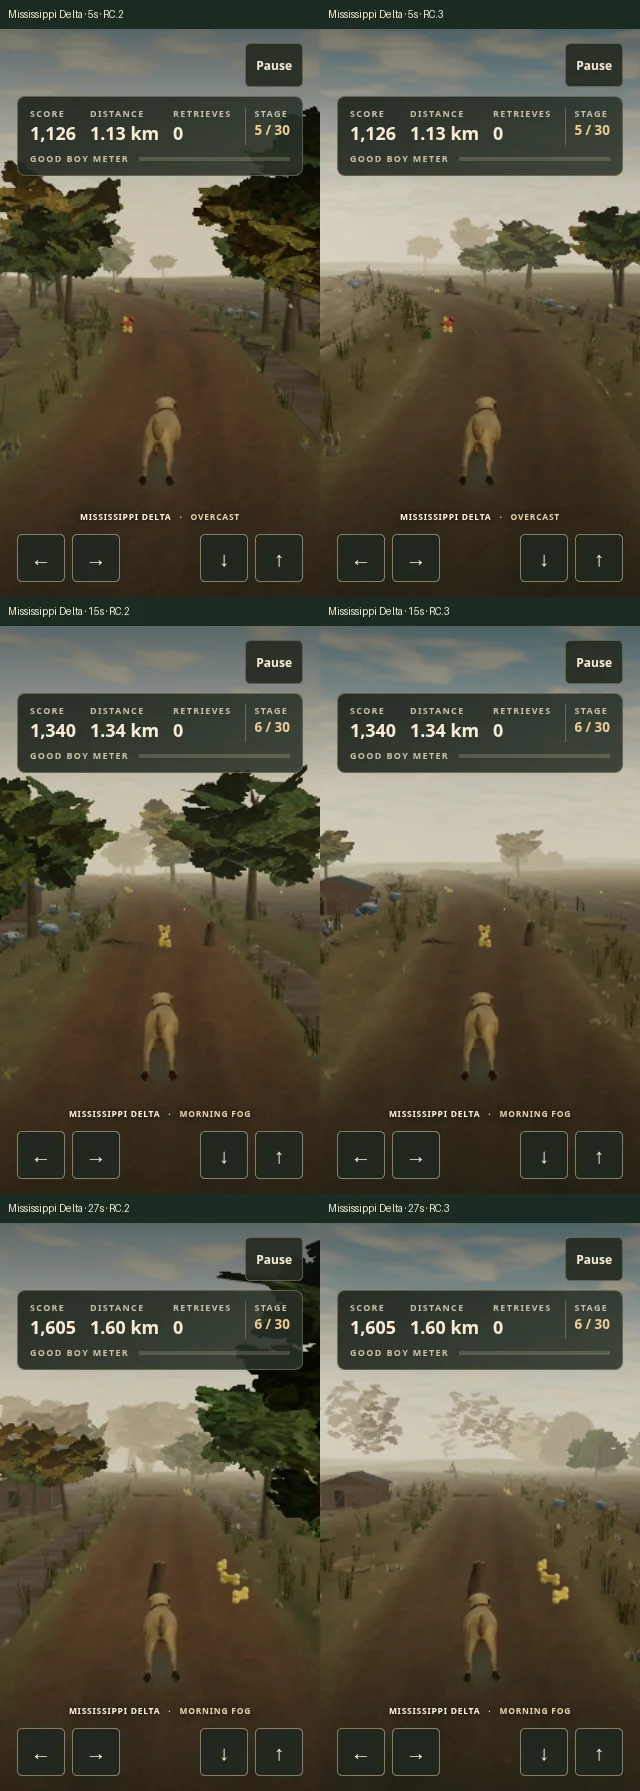 Mississippi Delta · 5s · RC.2
Pause
SCORE DISTANCE RETRIEVES STAGE
1,126 1.13 km 0 5 / 30
GOOD BOY METER
MISSISSIPPI DELTA · OVERCAST
← → ↓ ↑
Mississippi Delta · 5s · RC.3
Pause
SCORE DISTANCE RETRIEVES STAGE
1,126 1.13 km 0 5 / 30
GOOD BOY METER
MISSISSIPPI DELTA · OVERCAST
← → ↓ ↑
Mississippi Delta · 15s · RC.2
Pause
SCORE DISTANCE RETRIEVES STAGE
1,340 1.34 km 0 6 / 30
GOOD BOY METER
MISSISSIPPI DELTA · MORNING FOG
← → ↓ ↑
Mississippi Delta · 15s · RC.3
Pause
SCORE DISTANCE RETRIEVES STAGE
1,340 1.34 km 0 6 / 30
GOOD BOY METER
MISSISSIPPI DELTA · MORNING FOG
← → ↓ ↑
Mississippi Delta · 27s · RC.2
Pause
SCORE DISTANCE RETRIEVES STAGE
1,605 1.60 km 0 6 / 30
GOOD BOY METER
MISSISSIPPI DELTA · MORNING FOG
← → ↓ ↑
Mississippi Delta · 27s · RC.3
Pause
SCORE DISTANCE RETRIEVES STAGE
1,605 1.60 km 0 6 / 30
GOOD BOY METER
MISSISSIPPI DELTA · MORNING FOG
← → ↓ ↑